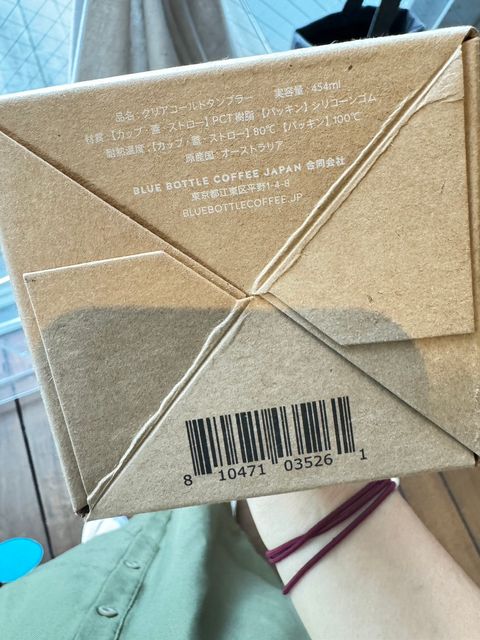 品名:クリアコールドタンブラー 実容量:454ml
材質:【カップ・蓋・ストロー】PCT樹脂【パッキン】シリコーンゴム
耐熱温度:【カップ・蓋・ストロー】80℃【パッキン】100℃
原産国:オーストラリア
BLUE BOTTLE COFFEE JAPAN 合同会社
東京都江東区平野1-4-8
BLUEBOTTLECOFFEE.JP
8 10471 03526 1